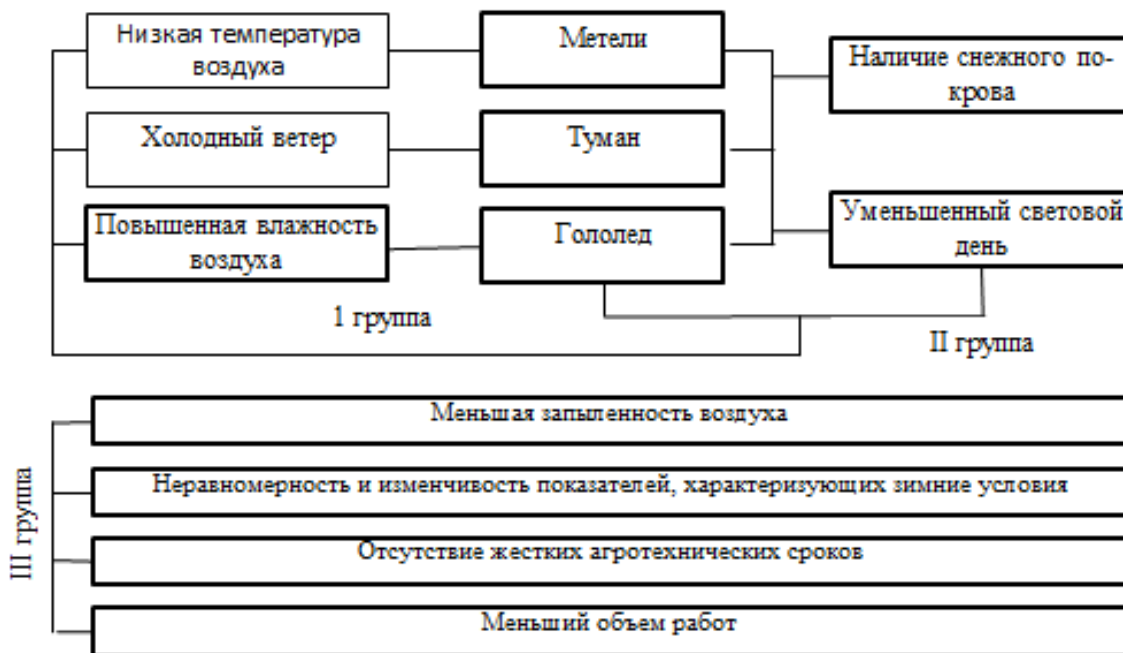 Низкая температура
воздуха
Метели
Наличие снежного по-
крова
Холодный ветер
Туман
Повышенная влажность
воздуха
Гололед
Уменьшенный световой
день
1 группа
II группа
III группа
Меньшая запыленность воздуха
Неравномерность и изменчивость показателей, характеризующих зимние условия
Отсутствие жестких агротехнических сроков
Меньший объем работ